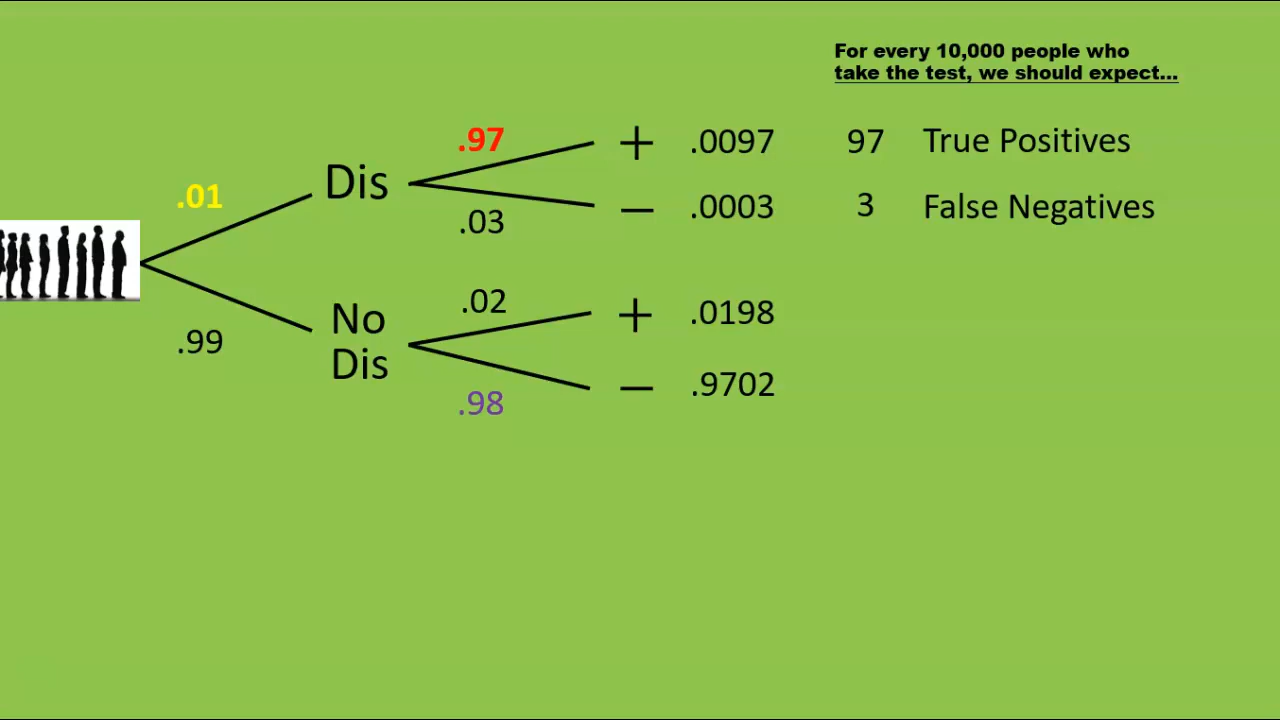 For every 10,000 people who
take the test, we should expect...
.97
+ .0097 97 True Positives
.01
Dis
.03
– .0003 3 False Negatives
.02
+ .0198
.99
No
Dis
.98
– .9702